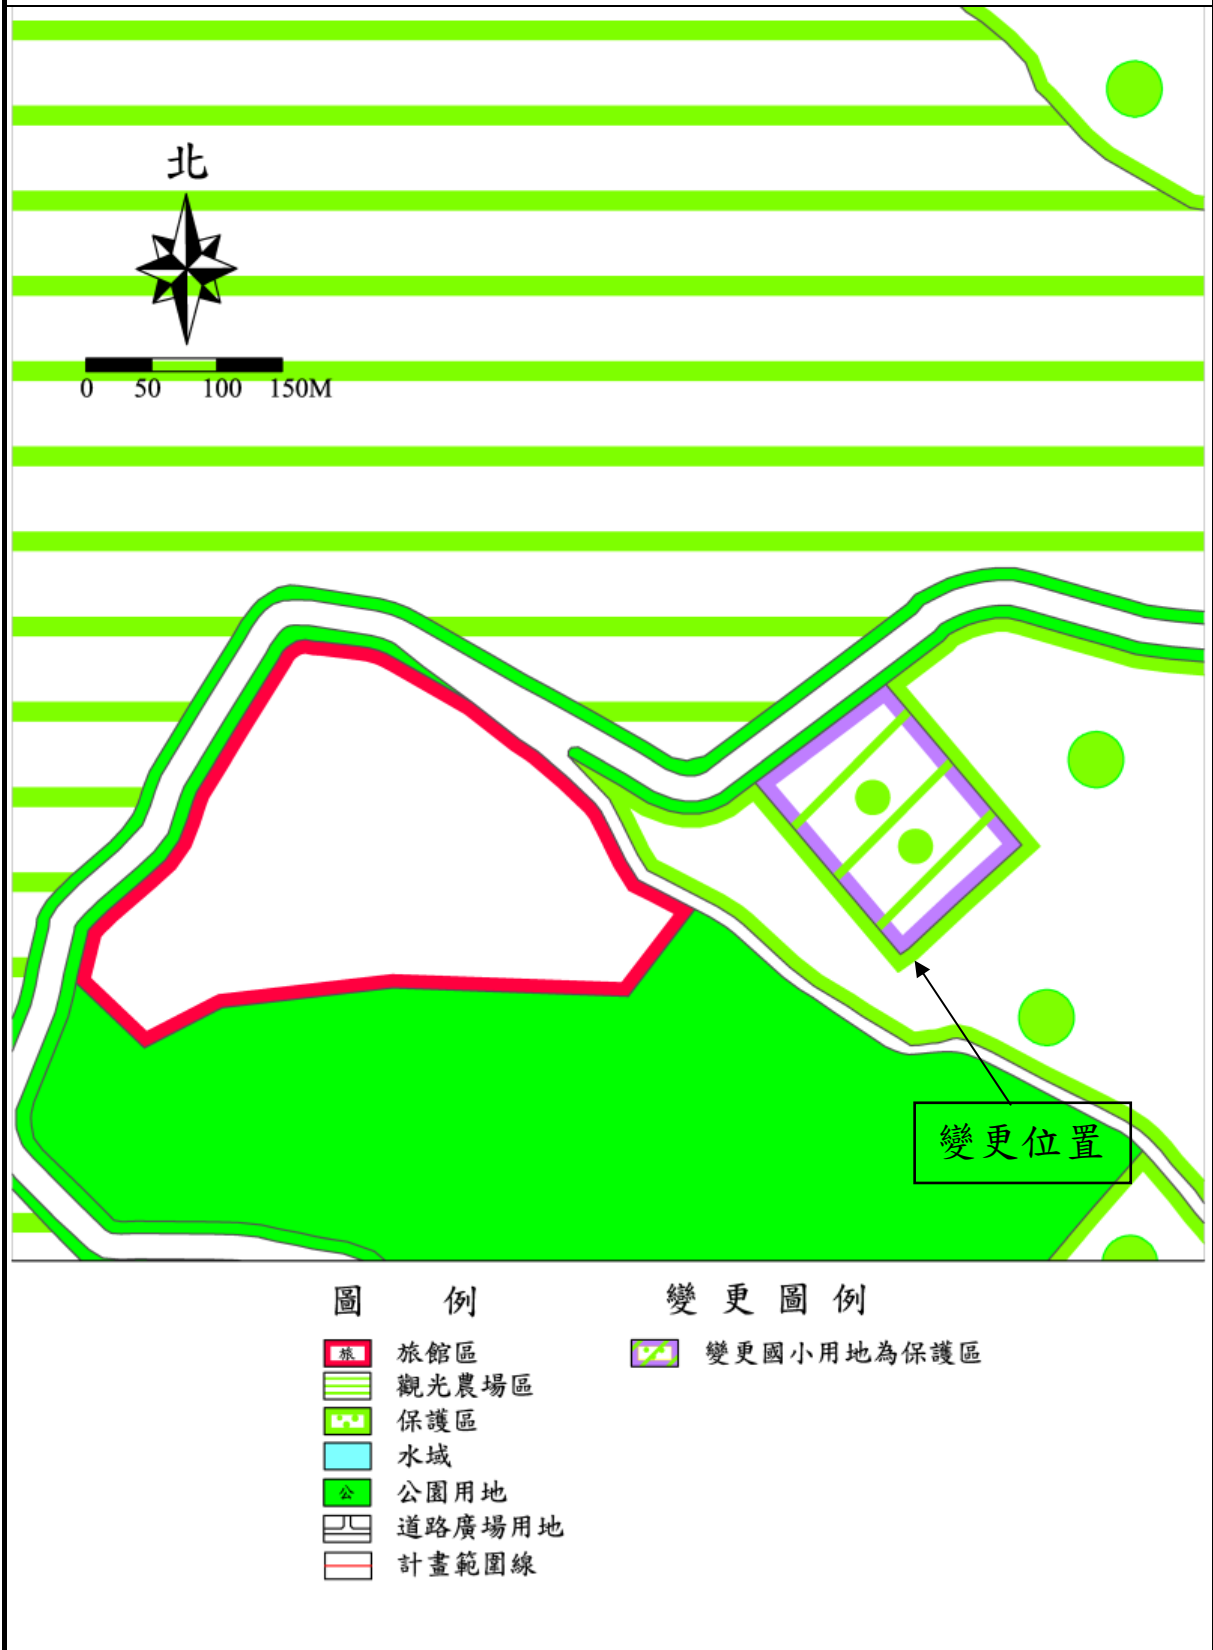 北
0 50 100 150M
變更位置
圖 例
旅 旅館區
觀光農場區
保護區
水域
公 公園用地
道路廣場用地
計畫範圍線
變更圖例
變更國小用地為保護區